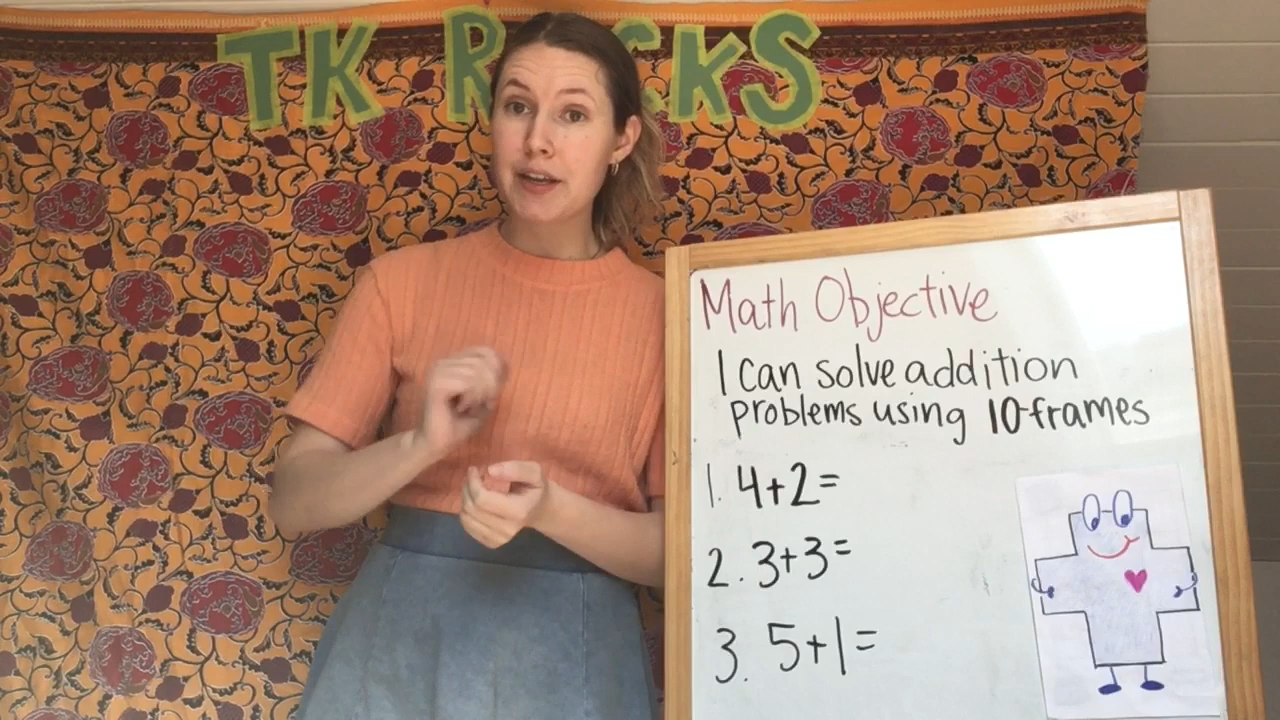 TK ROCKS
Math Objective
I can solve addition
problems using 10-frames
1. 4+2=
2. 3+3=
3. 5+1=